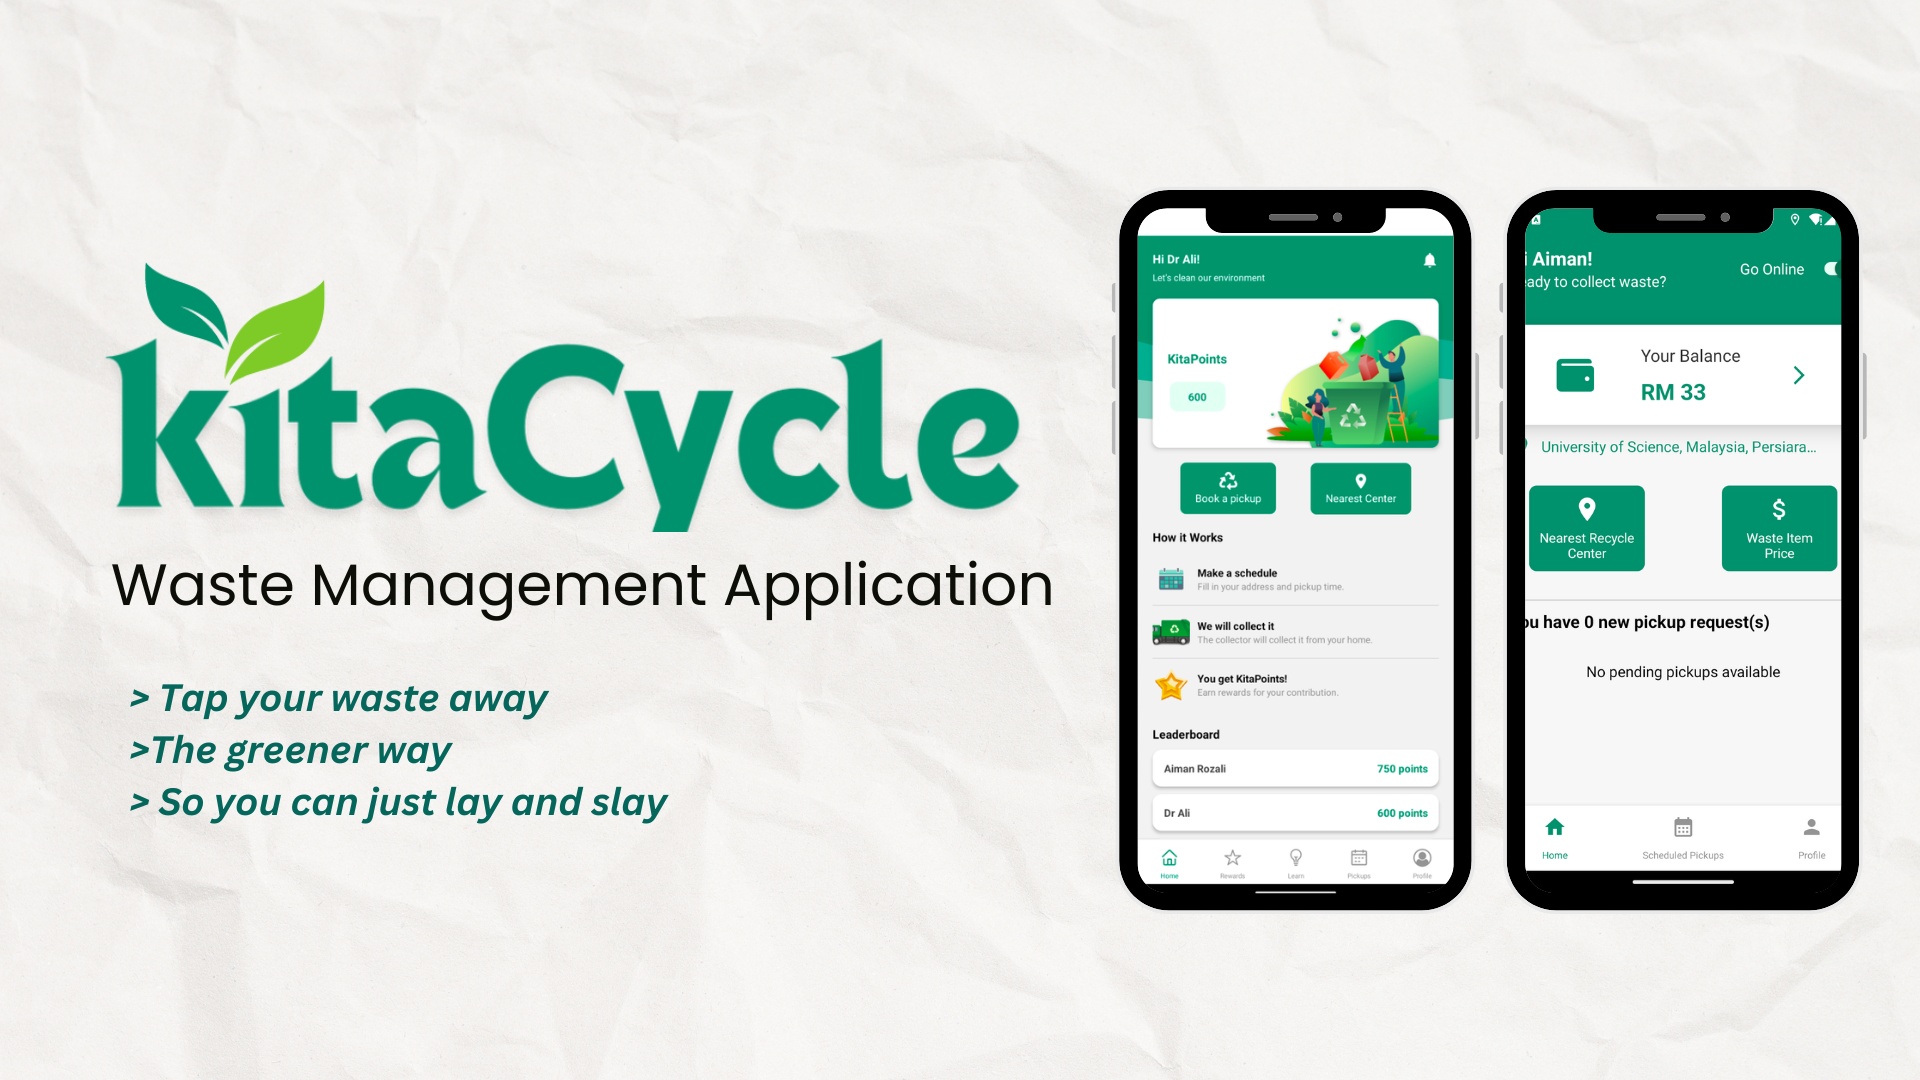 kitaCycle
Waste Management Application
> Tap your waste away
>The greener way
> So you can just lay and slay
Hi Dr Ali!
Let's clean our environment
KitaPoints
600
Book a pickup
Nearest Center
How it Works
Make a schedule
Fill in your address and pickup time.
We will collect it
The collector will collect it from your home.
You get KitaPoints!
Earn rewards for your contribution.
Leaderboard
Aiman Rozali 750 points
Dr Ali 600 points
Home Rewards Learn Pickups Profile
i Aiman!
eady to collect waste?
Go Online
Your Balance
RM 33
University of Science, Malaysia, Persiara...
Nearest Recycle
Center
$
Waste Item
Price
ou have 0 new pickup request(s)
No pending pickups available
Home Scheduled Pickups Profile